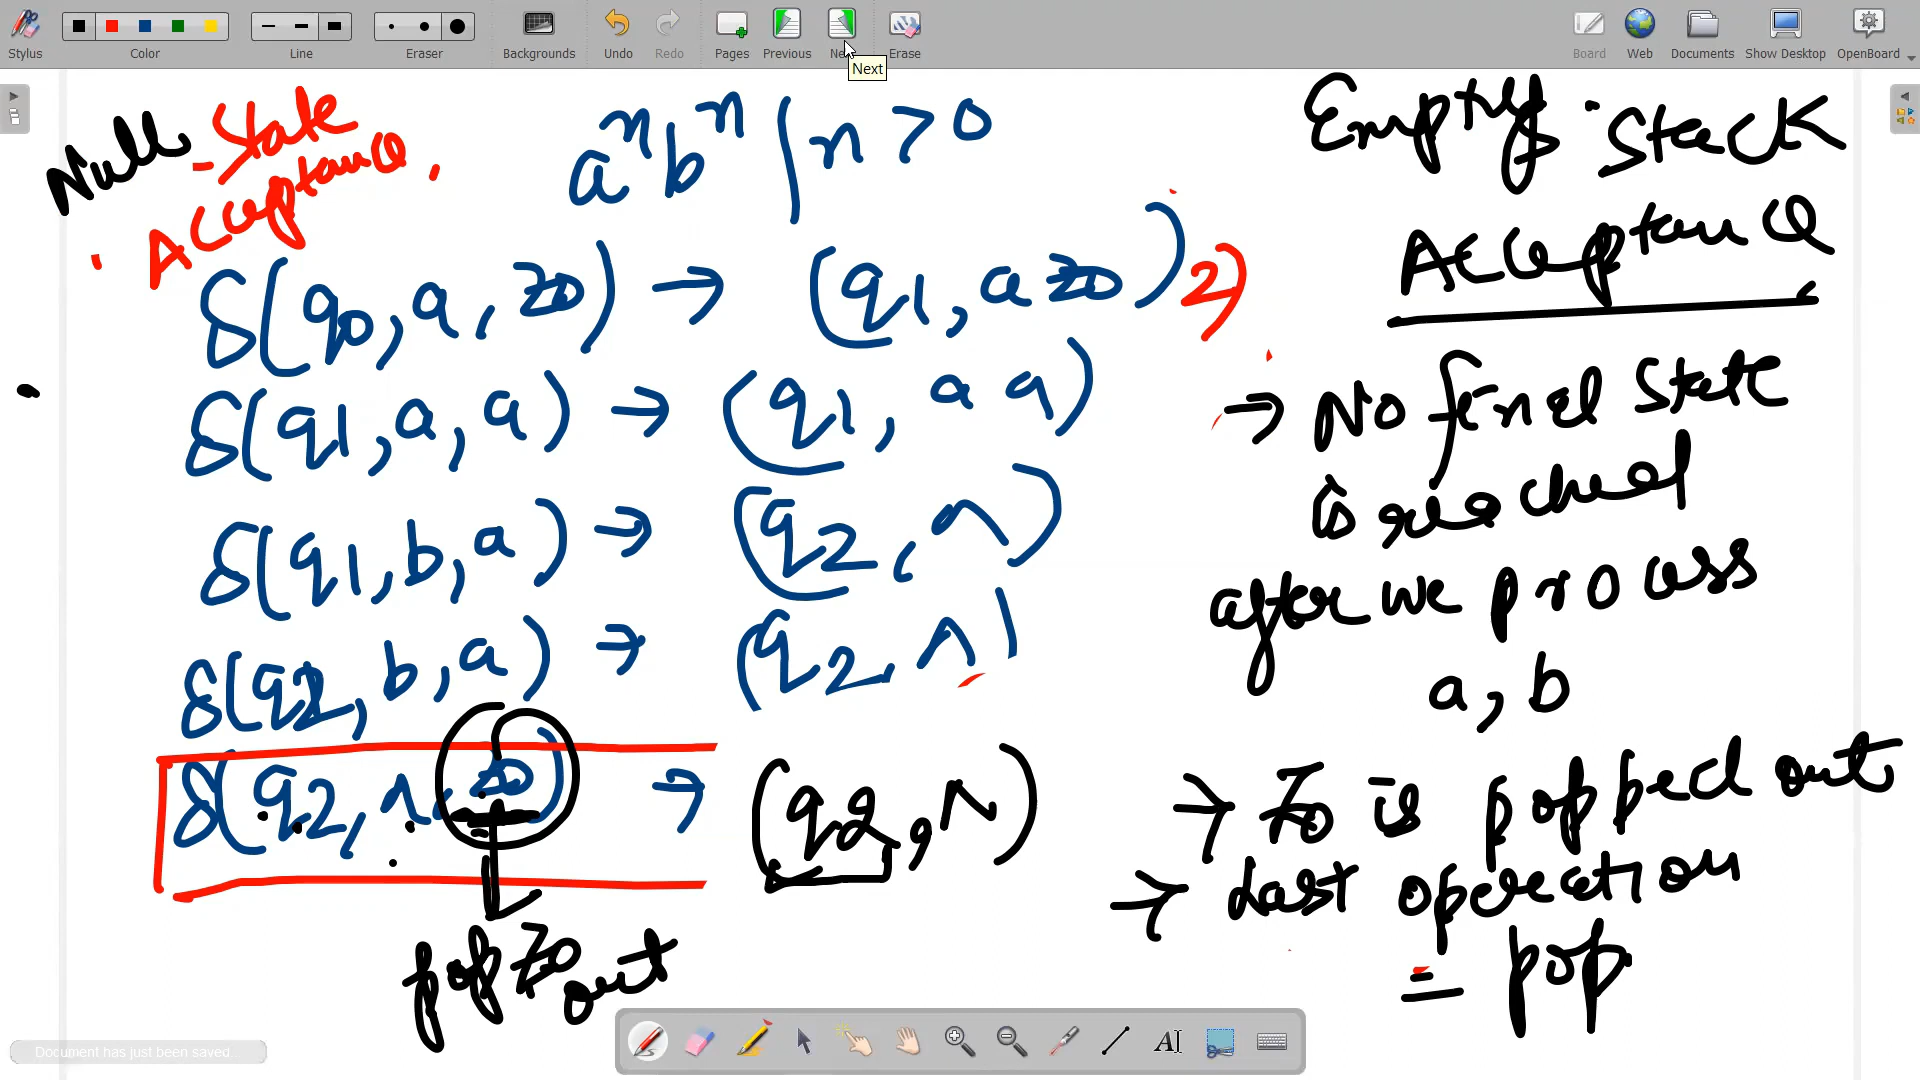 Stylus
Color
Line
Eraser
Backgrounds
Undo
Redo
Pages
Previous
Next
Erase
Board
Web
Documents
Show Desktop
OpenBoard
Next
Null - State
Acceptance
aⁿbⁿ | n > 0
δ(q0, a, z0) → (q1, a z0)
δ(q1, a, a) → (q1, a a)
δ(q1, b, a) → (q2, ^)
δ(q2, b, a) → (q2, ^)
δ(q2, ^, z0) → (q2, ^)
pop Z0
out
2)
Empty Stack
Acceptance
→ No final State
is reached
after we process
a, b
→ Z0 is popped out
→ Last operation
= pop
Document has just been saved...